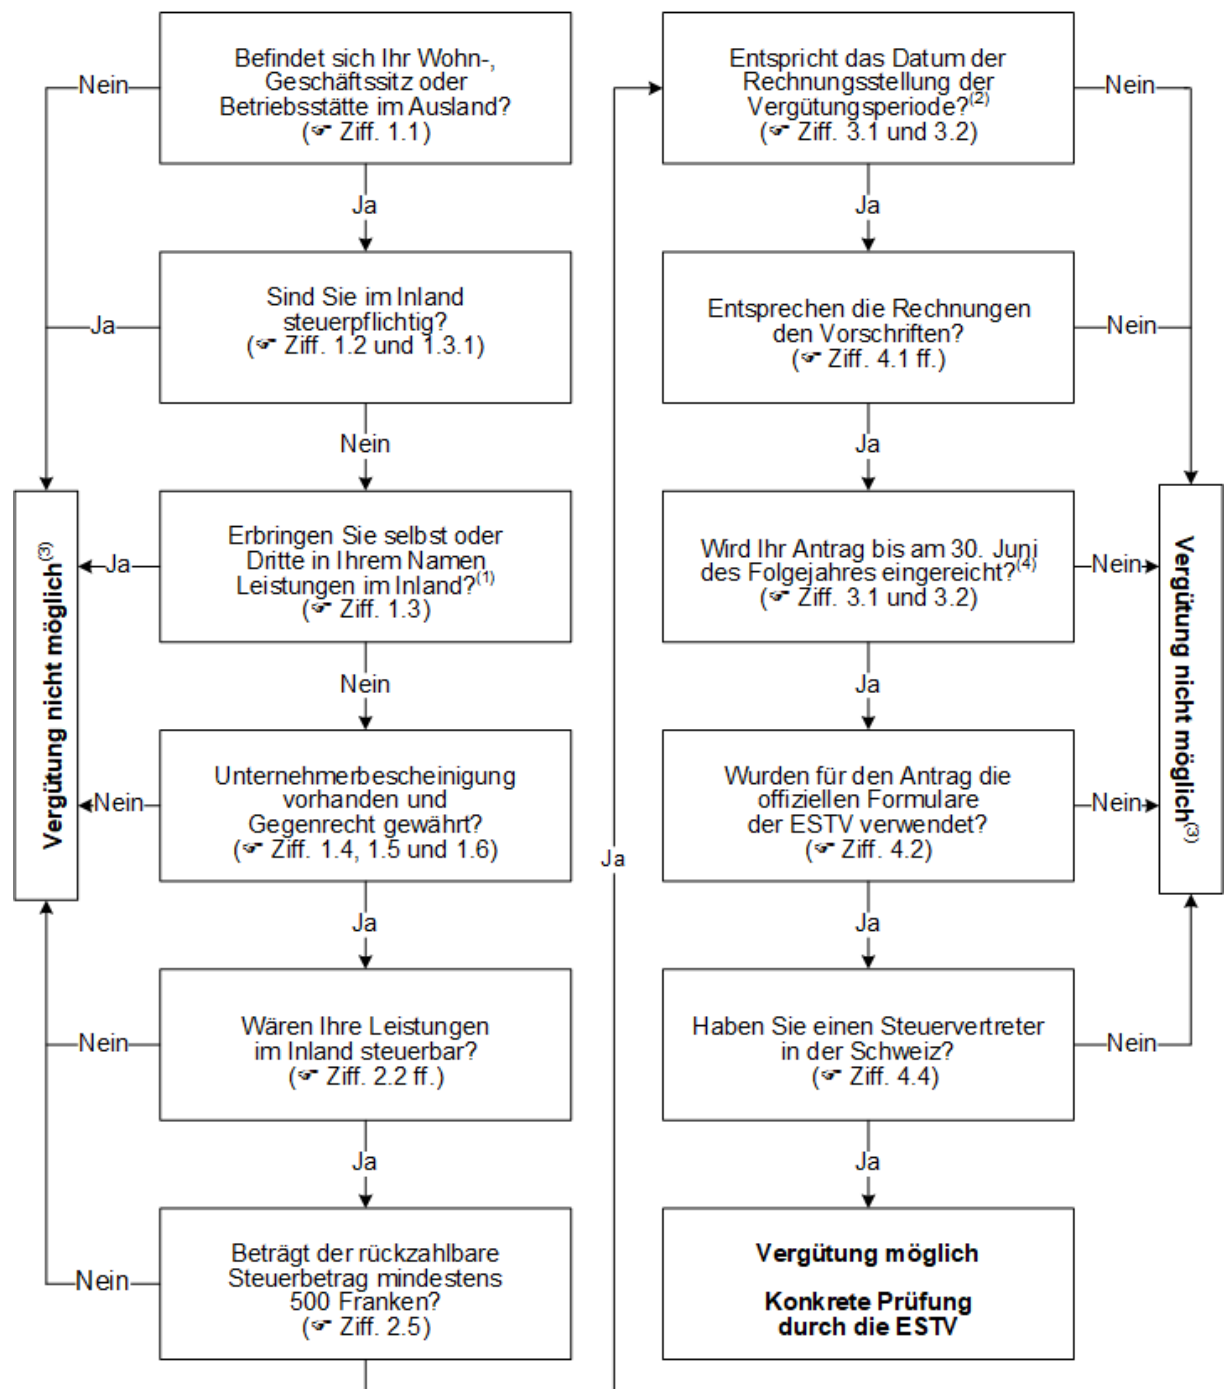 Befindet sich Ihr Wohn-,
Geschäftssitz oder
Betriebsstätte im Ausland?
(☞ Ziff. 1.1)
Nein
Ja
Sind Sie im Inland
steuerpflichtig?
(☞ Ziff. 1.2 und 1.3.1)
Ja
Nein
Erbringen Sie selbst oder
Dritte in Ihrem Namen
Leistungen im Inland?(1)
(☞ Ziff. 1.3)
Ja
Nein
Unternehmerbescheinigung
vorhanden und
Gegenrecht gewährt?
(☞ Ziff. 1.4, 1.5 und 1.6)
Nein
Ja
Wären Ihre Leistungen
im Inland steuerbar?
(☞ Ziff. 2.2 ff.)
Nein
Ja
Beträgt der rückzahlbare
Steuerbetrag mindestens
500 Franken?
(☞ Ziff. 2.5)
Nein
Vergütung nicht möglich(3)
Ja
Entspricht das Datum der
Rechnungsstellung der
Vergütungsperiode?(2)
(☞ Ziff. 3.1 und 3.2)
Nein
Ja
Entsprechen die Rechnungen
den Vorschriften?
(☞ Ziff. 4.1 ff.)
Nein
Ja
Wird Ihr Antrag bis am 30. Juni
des Folgejahres eingereicht?(4)
(☞ Ziff. 3.1 und 3.2)
Nein
Ja
Wurden für den Antrag die
offiziellen Formulare
der ESTV verwendet?
(☞ Ziff. 4.2)
Nein
Ja
Haben Sie einen Steuervertreter
in der Schweiz?
(☞ Ziff. 4.4)
Nein
Ja
Vergütung möglich
Konkrete Prüfung
durch die ESTV
Vergütung nicht möglich(3)